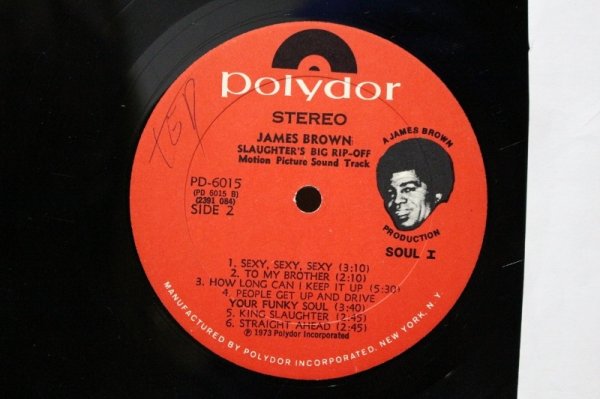 polydor
STEREO
JAMES BROWN
SLAUGHTER'S BIG RIP-OFF
Motion Picture Sound Track
PD-6015
(PD 6015 B)
(2391 084)
SIDE 2
A JAMES BROWN
PRODUCTION
SOUL I
1. SEXY, SEXY, SEXY (3:10)
2. TO MY BROTHER (2:10)
3. HOW LONG CAN I KEEP IT UP (5:30)
4. PEOPLE GET UP AND DRIVE
YOUR FUNKY SOUL (3:40)
5. KING SLAUGHTER (2:45)
6. STRAIGHT AHEAD (2:45)
℗ 1973 Polydor Incorporated
MANUFACTURED BY POLYDOR INCORPORATED, NEW YORK, N.Y.